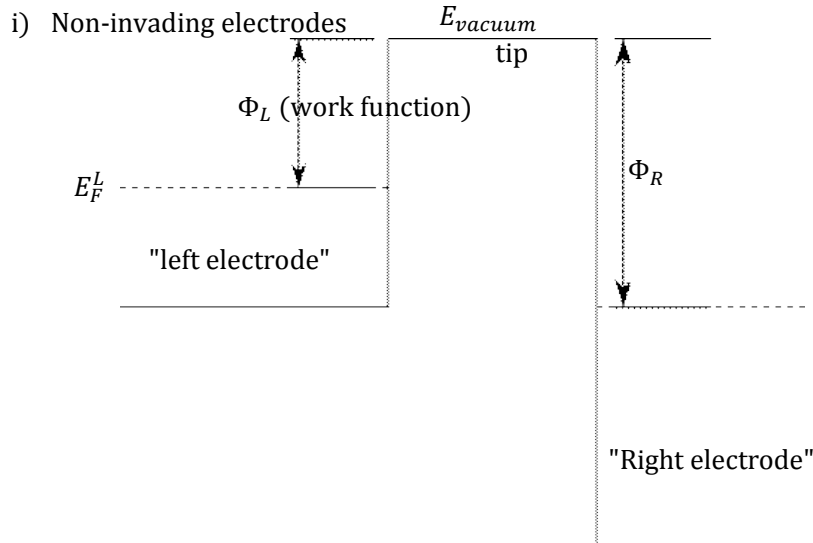 i) Non-invading electrodes
E_vacuum
tip
Φ_L (work function)
E_F^L
Φ_R
"left electrode"
"Right electrode"